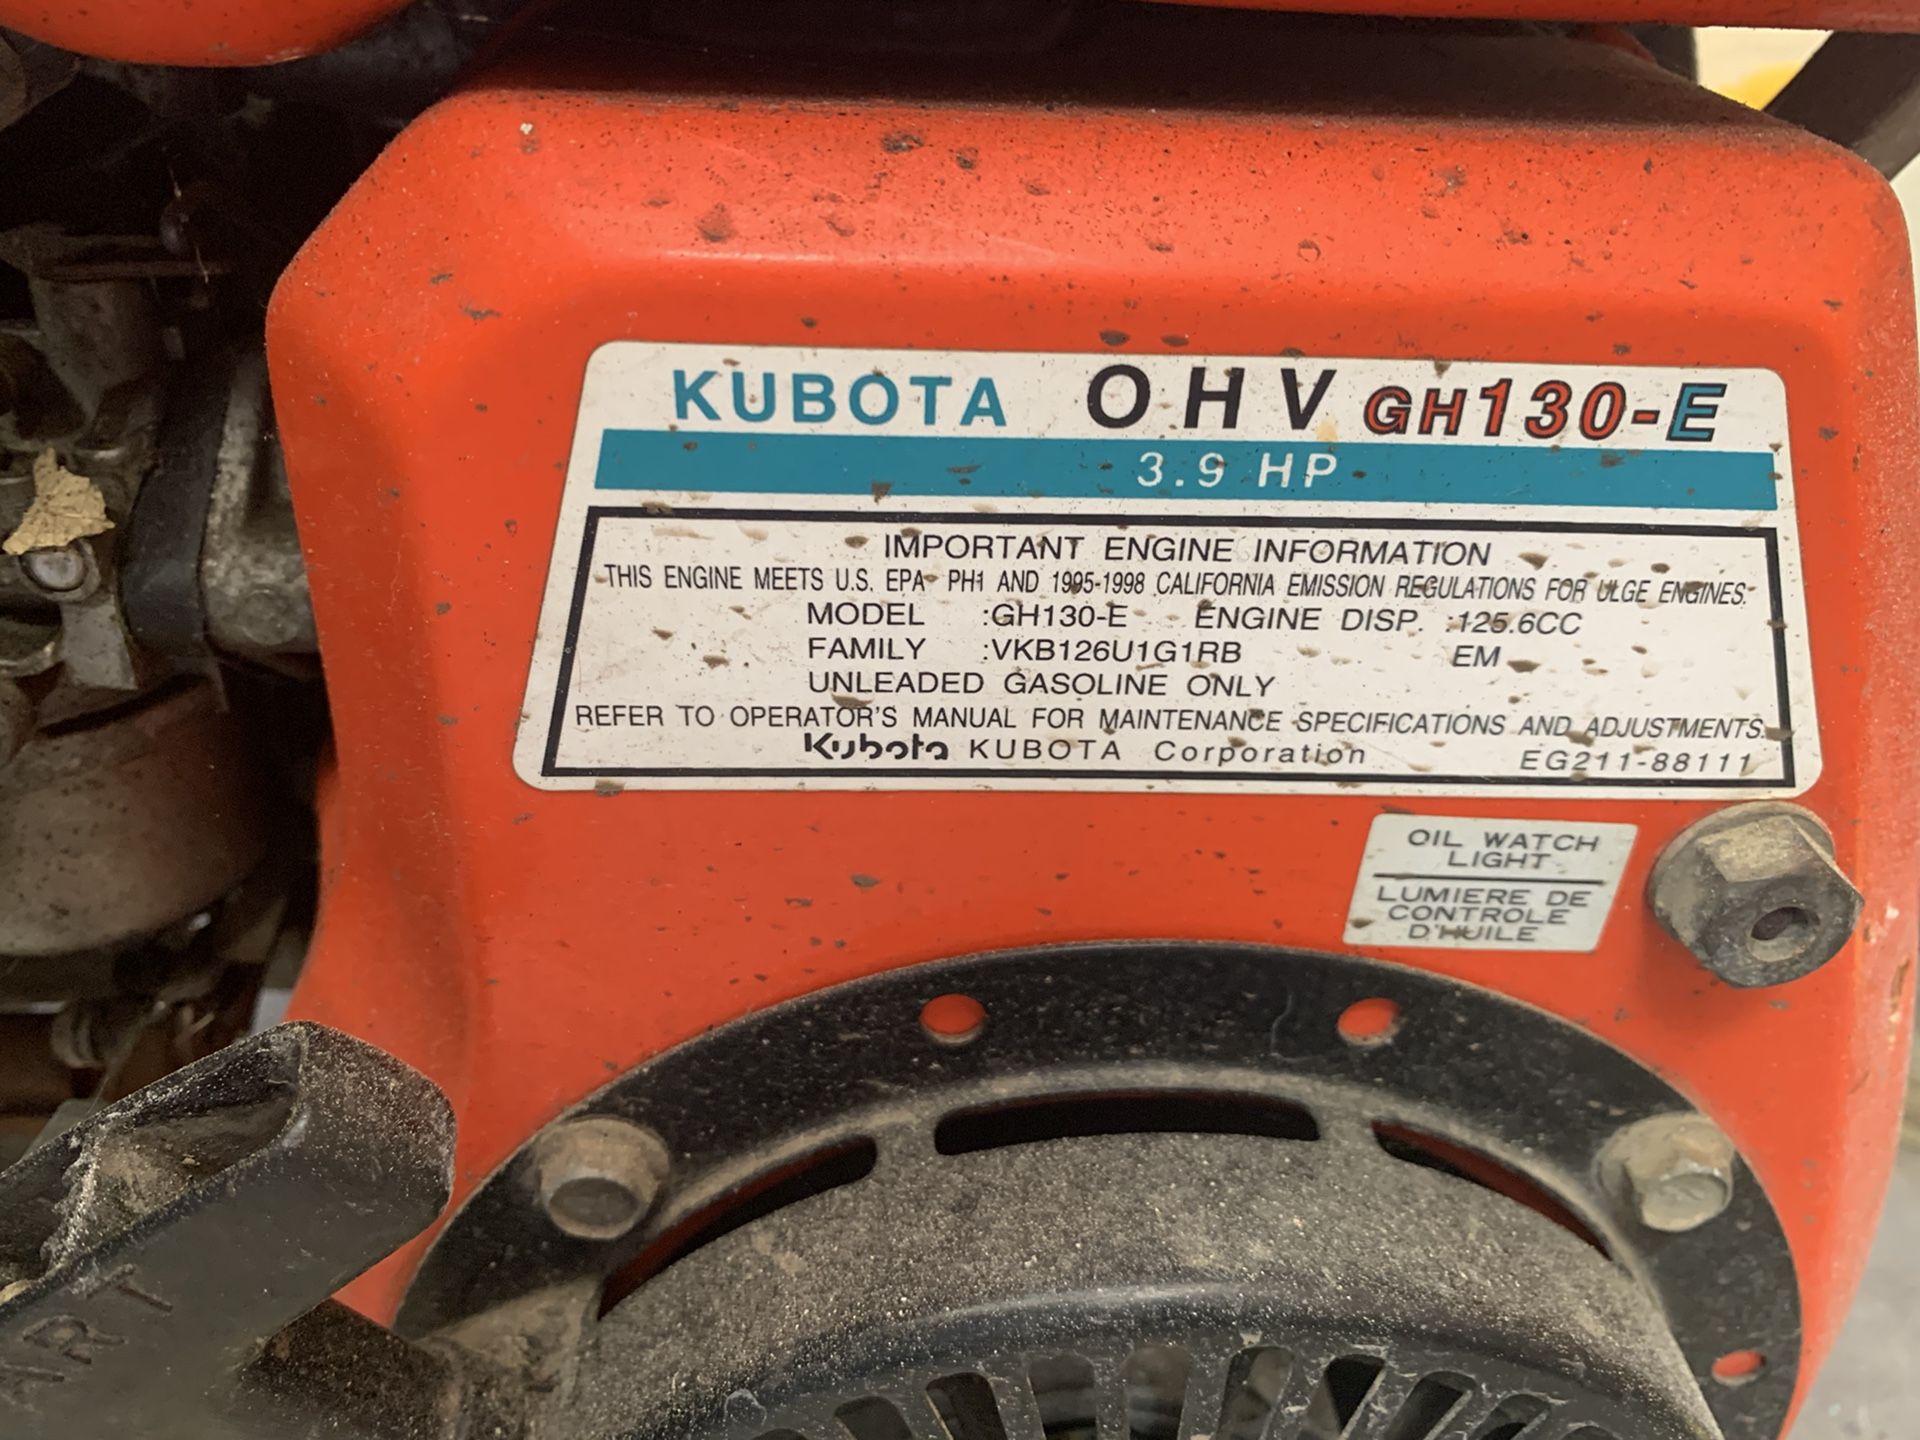 KUBOTA OHV GH130-E
3.9 HP
IMPORTANT ENGINE INFORMATION
THIS ENGINE MEETS U.S. EPA PH1 AND 1995-1998 CALIFORNIA EMISSION REGULATIONS FOR ULGE ENGINES.
MODEL :GH130-E ENGINE DISP. :125.6CC
FAMILY :VKB126U1G1RB EM
UNLEADED GASOLINE ONLY
REFER TO OPERATOR'S MANUAL FOR MAINTENANCE SPECIFICATIONS AND ADJUSTMENTS.
Kubota KUBOTA Corporation EG211-88111
OIL WATCH
LIGHT
LUMIERE DE
CONTROLE
D'HUILE